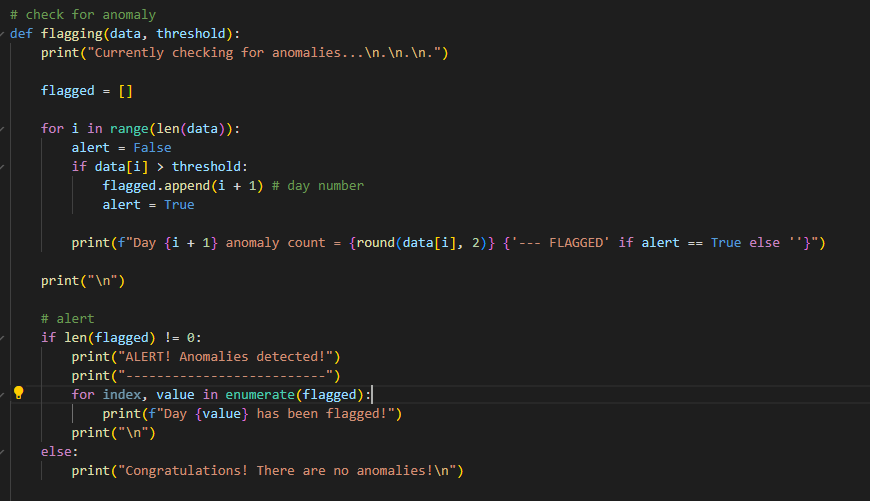 # check for anomaly
def flagging(data, threshold):
    print("Currently checking for anomalies...\n.\n.\n.")

    flagged = []

    for i in range(len(data)):
        alert = False
        if data[i] > threshold:
            flagged.append(i + 1) # day number
            alert = True

        print(f"Day {i + 1} anomaly count = {round(data[i], 2)} {'--- FLAGGED' if alert == True else ''}")

    print("\n")

    # alert
    if len(flagged) != 0:
        print("ALERT! Anomalies detected!")
        print("--------------------------")
        for index, value in enumerate(flagged):
            print(f"Day {value} has been flagged!")
        print("\n")
    else:
        print("Congratulations! There are no anomalies!\n")